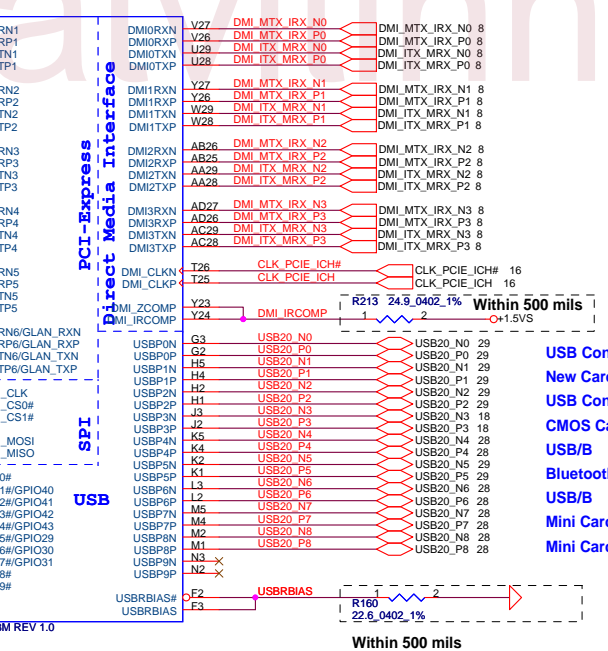 RN1 DMI0RXN V27 DMI_MTX_IRX_N0 DMI_MTX_IRX_N0 8
RP1 DMI0RXP V26 DMI_MTX_IRX_P0 DMI_MTX_IRX_P0 8
TN1 DMI0TXN U29 DMI_ITX_MRX_N0 DMI_ITX_MRX_N0 8
TP1 DMI0TXP U28 DMI_ITX_MRX_P0 DMI_ITX_MRX_P0 8
RN2 DMI1RXN Y27 DMI_MTX_IRX_N1 DMI_MTX_IRX_N1 8
RP2 DMI1RXP Y26 DMI_MTX_IRX_P1 DMI_MTX_IRX_P1 8
TN2 DMI1TXN W29 DMI_ITX_MRX_N1 DMI_ITX_MRX_N1 8
TP2 DMI1TXP W28 DMI_ITX_MRX_P1 DMI_ITX_MRX_P1 8
RN3 DMI2RXN AB26 DMI_MTX_IRX_N2 DMI_MTX_IRX_N2 8
RP3 DMI2RXP AB25 DMI_MTX_IRX_P2 DMI_MTX_IRX_P2 8
TN3 DMI2TXN AA29 DMI_ITX_MRX_N2 DMI_ITX_MRX_N2 8
TP3 DMI2TXP AA28 DMI_ITX_MRX_P2 DMI_ITX_MRX_P2 8
RN4 DMI3RXN AD27 DMI_MTX_IRX_N3 DMI_MTX_IRX_N3 8
RP4 DMI3RXP AD26 DMI_MTX_IRX_P3 DMI_MTX_IRX_P3 8
TN4 DMI3TXN AC29 DMI_ITX_MRX_N3 DMI_ITX_MRX_N3 8
TP4 DMI3TXP AC28 DMI_ITX_MRX_P3 DMI_ITX_MRX_P3 8
PCI-Express
Direct Media Interface
RN5 DMI_CLKN T26 CLK_PCIE_ICH# CLK_PCIE_ICH# 16
RP5 DMI_CLKP T25 CLK_PCIE_ICH CLK_PCIE_ICH 16
TN5
TP5 DMI_ZCOMP Y23
DMI_IRCOMP Y24 DMI_IRCOMP
R213 24.9_0402_1% Within 500 mils
1 2 +1.5VS
RN6/GLAN_RXN
RP6/GLAN_RXP
TN6/GLAN_TXN
TP6/GLAN_TXP
_CLK
_CS0#
_CS1#
_MOSI
_MISO
SPI
0#
1#/GPIO40
2#/GPIO41
3#/GPIO42
4#/GPIO43
5#/GPIO29
6#/GPIO30
7#/GPIO31
8#
9#
USB
USBP0N G3 USB20_N0 USB20_N0 29
USBP0P G2 USB20_P0 USB20_P0 29
USBP1N H5 USB20_N1 USB20_N1 29
USBP1P H4 USB20_P1 USB20_P1 29
USBP2N H2 USB20_N2 USB20_N2 29
USBP2P H1 USB20_P2 USB20_P2 29
USBP3N J3 USB20_N3 USB20_N3 18
USBP3P J2 USB20_P3 USB20_P3 18
USBP4N K5 USB20_N4 USB20_N4 28
USBP4P K4 USB20_P4 USB20_P4 28
USBP5N K2 USB20_N5 USB20_N5 29
USBP5P K1 USB20_P5 USB20_P5 29
USBP6N L3 USB20_N6 USB20_N6 28
USBP6P L2 USB20_P6 USB20_P6 28
USBP7N M5 USB20_N7 USB20_N7 28
USBP7P M4 USB20_P7 USB20_P7 28
USBP8N M2 USB20_N8 USB20_N8 28
USBP8P M1 USB20_P8 USB20_P8 28
USBP9N N3
USBP9P N2
USB Con
New Card
USB Con
CMOS Ca
USB/B
Bluetooth
USB/B
Mini Card
Mini Card
USBRBIAS# F2 USBRBIAS 1 2
USBRBIAS F3
R160
22.6_0402_1%
BM REV 1.0
Within 500 mils